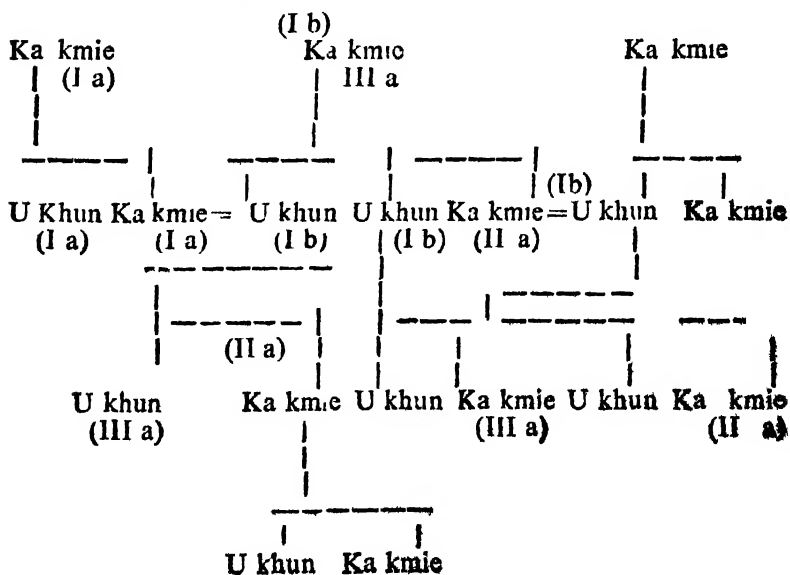 (I b)
Ka kmie Ka kmie Ka kmie
(I a) III a
(Ib)
U Khun Ka kmie= U khun U khun Ka kmie=U khun Ka kmie
(I a) (I a) (I b) (I b) (II a)
(II a)
U khun Ka kmie U khun Ka kmie U khun Ka kmie
(III a) (III a) (II a)
U khun Ka kmie